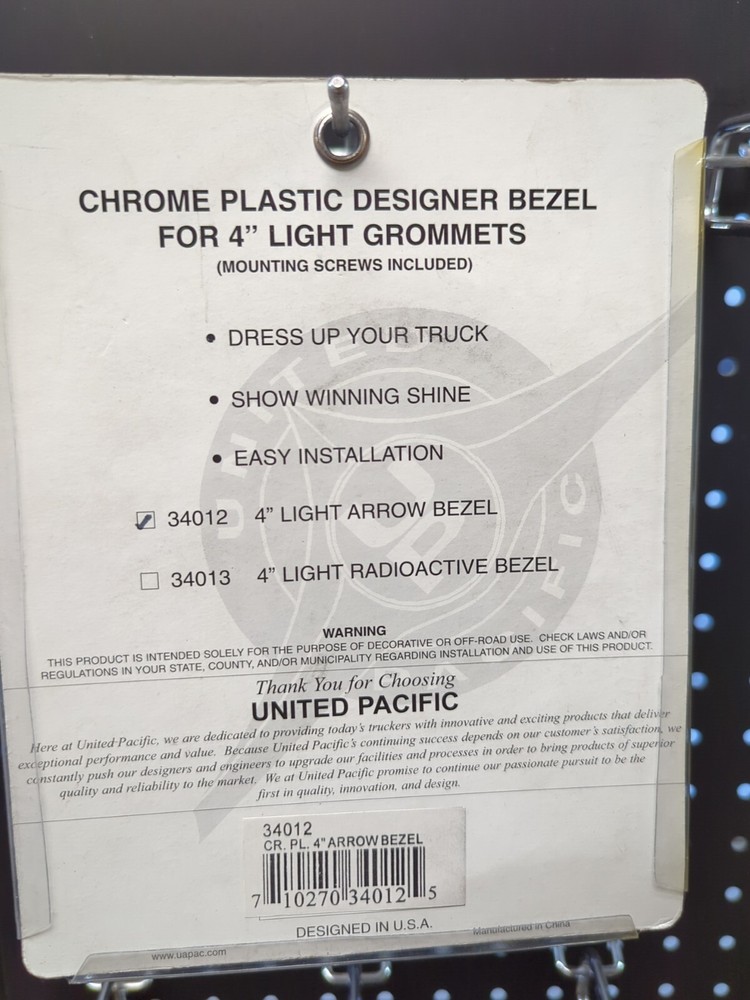 CHROME PLASTIC DESIGNER BEZEL
FOR 4” LIGHT GROMMETS
(MOUNTING SCREWS INCLUDED)
• DRESS UP YOUR TRUCK
• SHOW WINNING SHINE
• EASY INSTALLATION
34012 4” LIGHT ARROW BEZEL
34013 4” LIGHT RADIOACTIVE BEZEL
WARNING
THIS PRODUCT IS INTENDED SOLELY FOR THE PURPOSE OF DECORATIVE OR OFF-ROAD USE. CHECK LAWS AND/OR
REGULATIONS IN YOUR STATE, COUNTY, AND/OR MUNICIPALITY REGARDING INSTALLATION AND USE OF THIS PRODUCT.
Thank You for Choosing
UNITED PACIFIC
Here at United Pacific, we are dedicated to providing today's truckers with innovative and exciting products that deliver
exceptional performance and value. Because United Pacific's continuing success depends on our customer's satisfaction, we
constantly push our designers and engineers to upgrade our facilities and processes in order to bring products of superior
quality and reliability to the market. We at United Pacific promise to continue our passionate pursuit to be the
first in quality, innovation, and design.
34012
CR. PL. 4" ARROW BEZEL
7 10270 34012 5
DESIGNED IN U.S.A.
Manufactured in China
www.uapac.com
UNITED
PACIFIC
UP